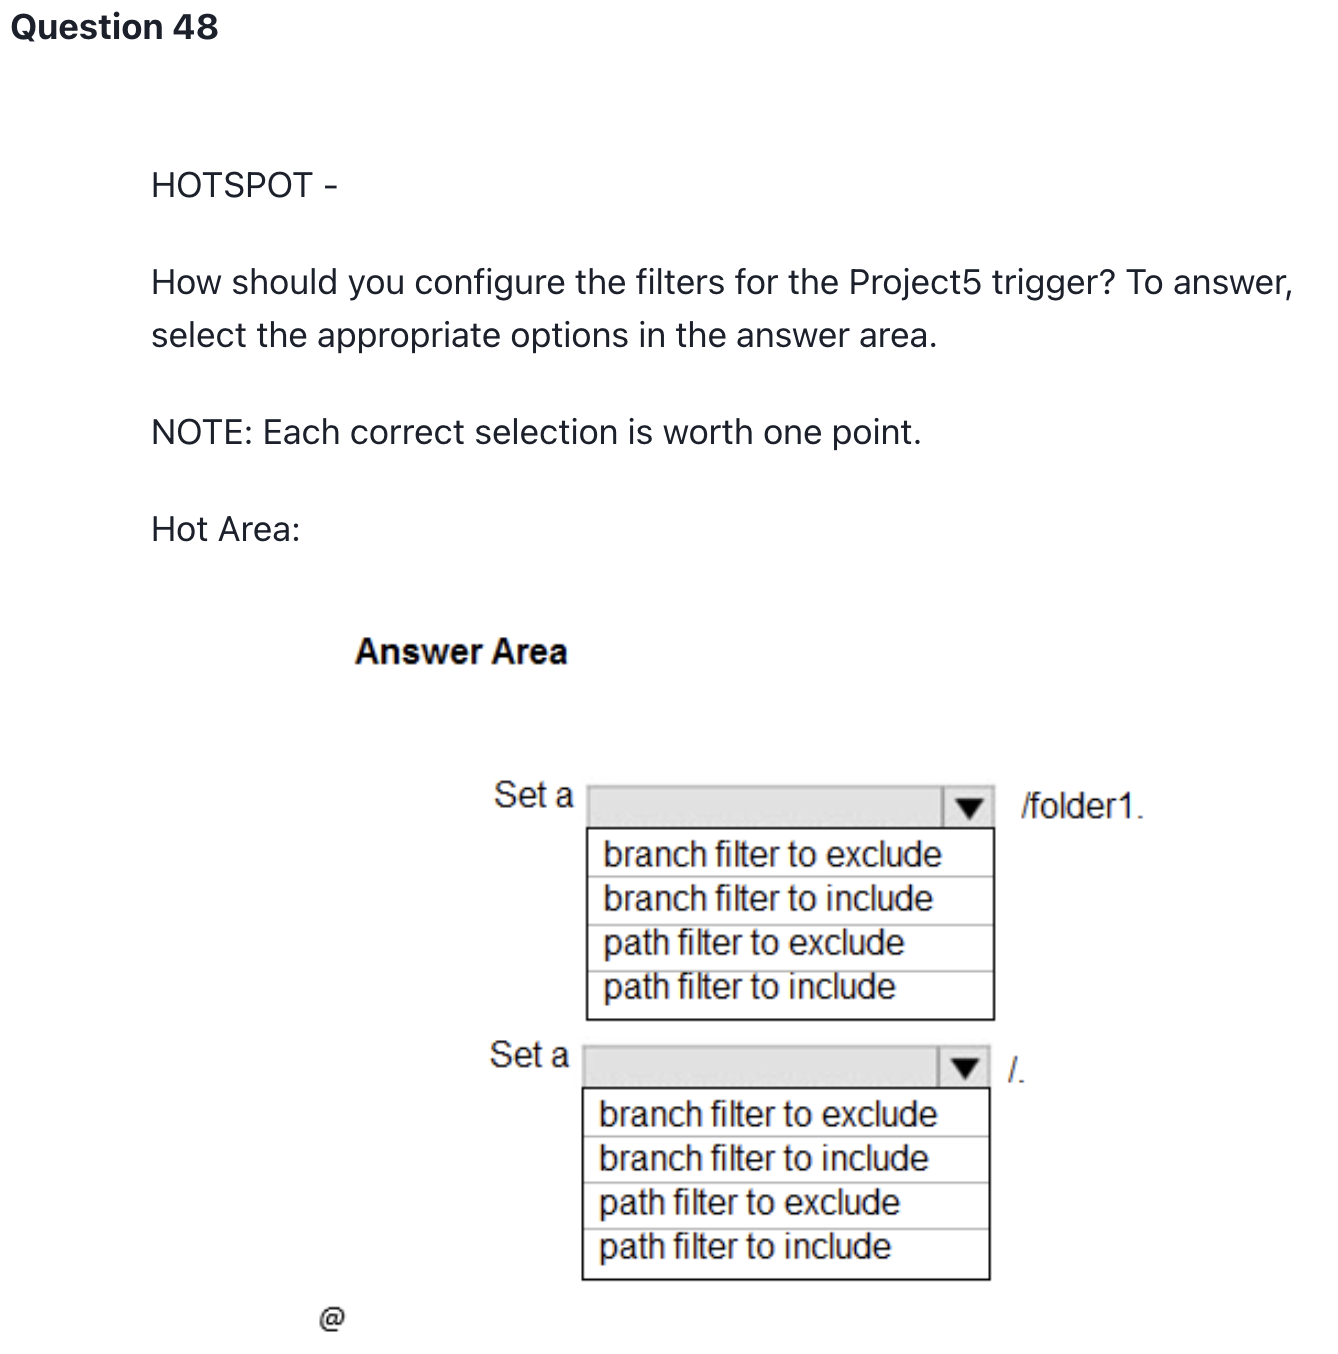 Question 48
HOTSPOT -
How should you configure the filters for the Project5 trigger? To answer,
select the appropriate options in the answer area.
NOTE: Each correct selection is worth one point.
Hot Area:
Answer Area
Set a /folder1.
branch filter to exclude
branch filter to include
path filter to exclude
path filter to include
Set a /.
branch filter to exclude
branch filter to include
path filter to exclude
path filter to include
@